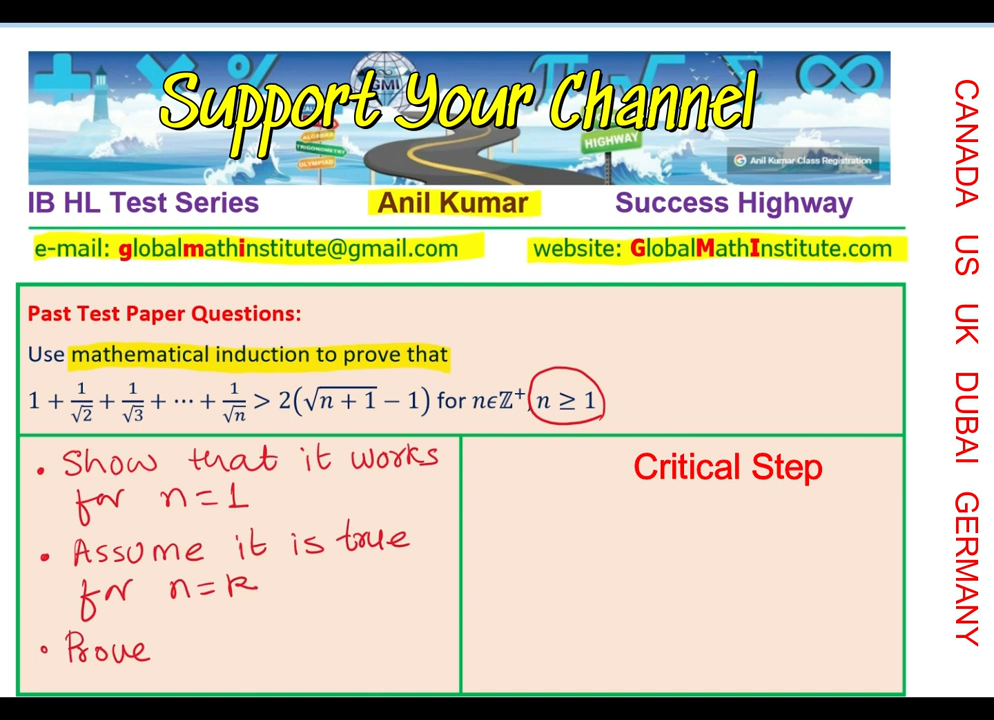 Support Your Channel
GMI
ALGEBRA
TRIGONOMETRY
OLYMPIAD
HIGHWAY
Anil Kumar Class Registration
IB HL Test Series Anil Kumar Success Highway
e-mail: globalmathinstitute@gmail.com website: GlobalMathInstitute.com
Past Test Paper Questions:
Use mathematical induction to prove that
1 + 1/√2 + 1/√3 + ⋯ + 1/√n > 2(√(n + 1) − 1) for nϵℤ⁺, n ≥ 1
• Show that it works
for n=1
• Assume it is true
for n=k
• Prove
Critical Step
CANADA US UK DUBAI GERMANY